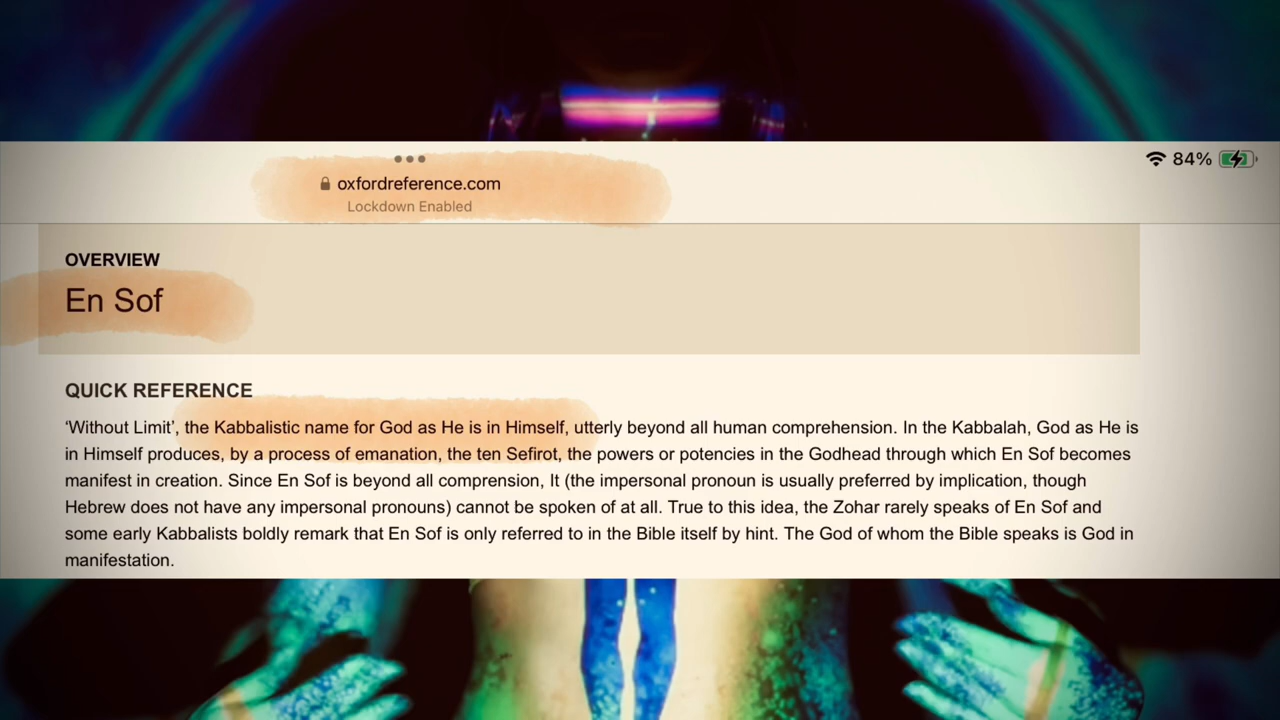 •••
84%
oxfordreference.com
Lockdown Enabled
OVERVIEW
En Sof
QUICK REFERENCE
‘Without Limit’, the Kabbalistic name for God as He is in Himself, utterly beyond all human comprehension. In the Kabbalah, God as He is
in Himself produces, by a process of emanation, the ten Sefirot, the powers or potencies in the Godhead through which En Sof becomes
manifest in creation. Since En Sof is beyond all comprension, It (the impersonal pronoun is usually preferred by implication, though
Hebrew does not have any impersonal pronouns) cannot be spoken of at all. True to this idea, the Zohar rarely speaks of En Sof and
some early Kabbalists boldly remark that En Sof is only referred to in the Bible itself by hint. The God of whom the Bible speaks is God in
manifestation.